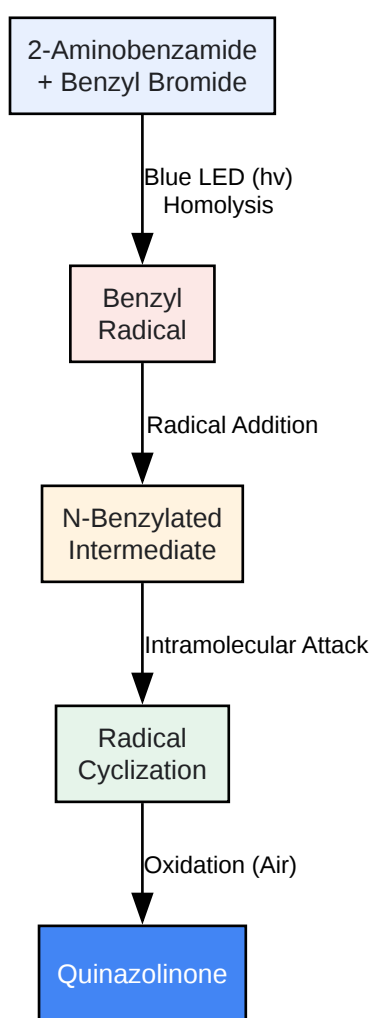 2-Aminobenzamide
+ Benzyl Bromide
Blue LED (hv)
Homolysis
Benzyl
Radical
Radical Addition
N-Benzylated
Intermediate
Intramolecular Attack
Radical
Cyclization
Oxidation (Air)
Quinazolinone